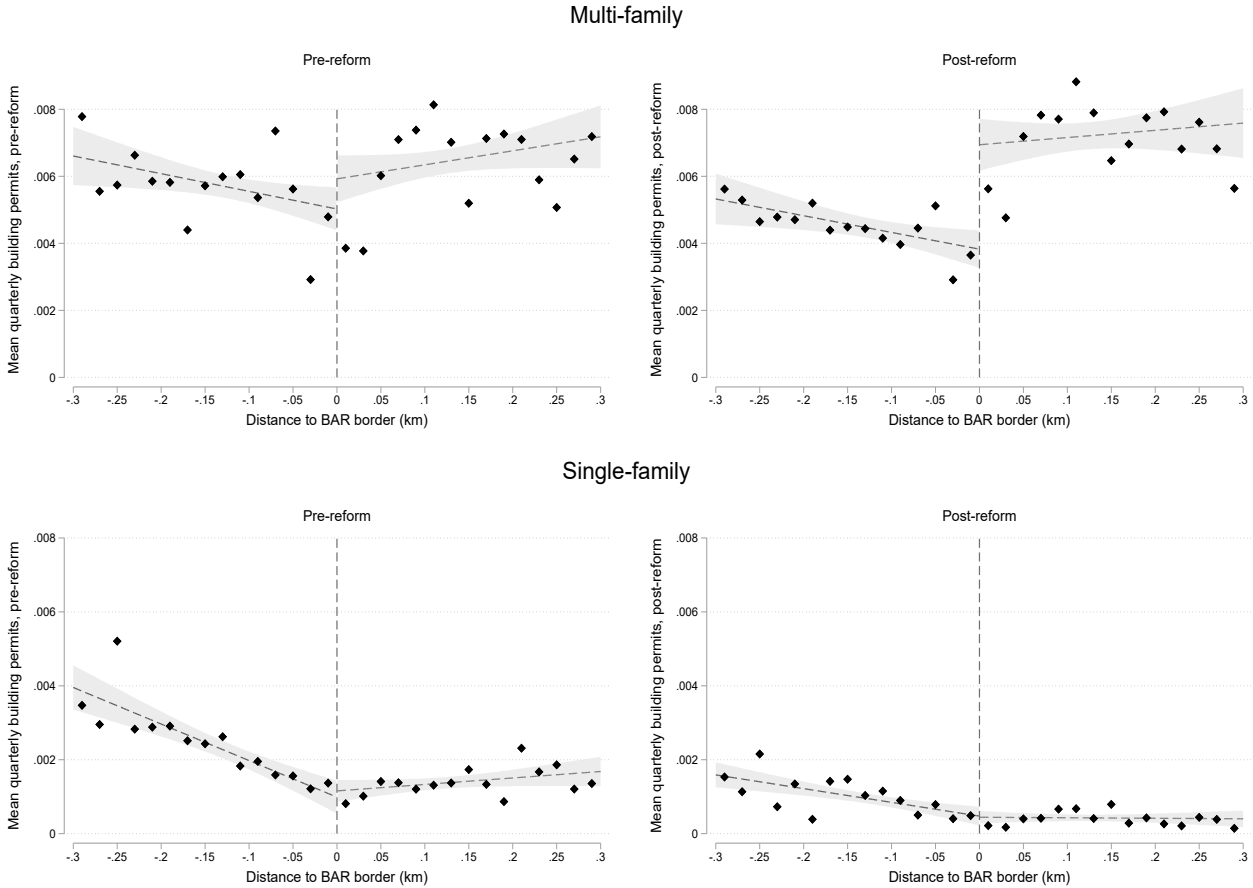 Multi-family
Pre-reform
Mean quarterly building permits, pre-reform
.008
.006
.004
.002
0
-.3 -.25 -.2 -.15 -.1 -.05 0 .05 .1 .15 .2 .25 .3
Distance to BAR border (km)
Post-reform
Mean quarterly building permits, post-reform
.008
.006
.004
.002
0
-.3 -.25 -.2 -.15 -.1 -.05 0 .05 .1 .15 .2 .25 .3
Distance to BAR border (km)
Single-family
Pre-reform
Mean quarterly building permits, pre-reform
.008
.006
.004
.002
0
-.3 -.25 -.2 -.15 -.1 -.05 0 .05 .1 .15 .2 .25 .3
Distance to BAR border (km)
Post-reform
Mean quarterly building permits, post-reform
.008
.006
.004
.002
0
-.3 -.25 -.2 -.15 -.1 -.05 0 .05 .1 .15 .2 .25 .3
Distance to BAR border (km)